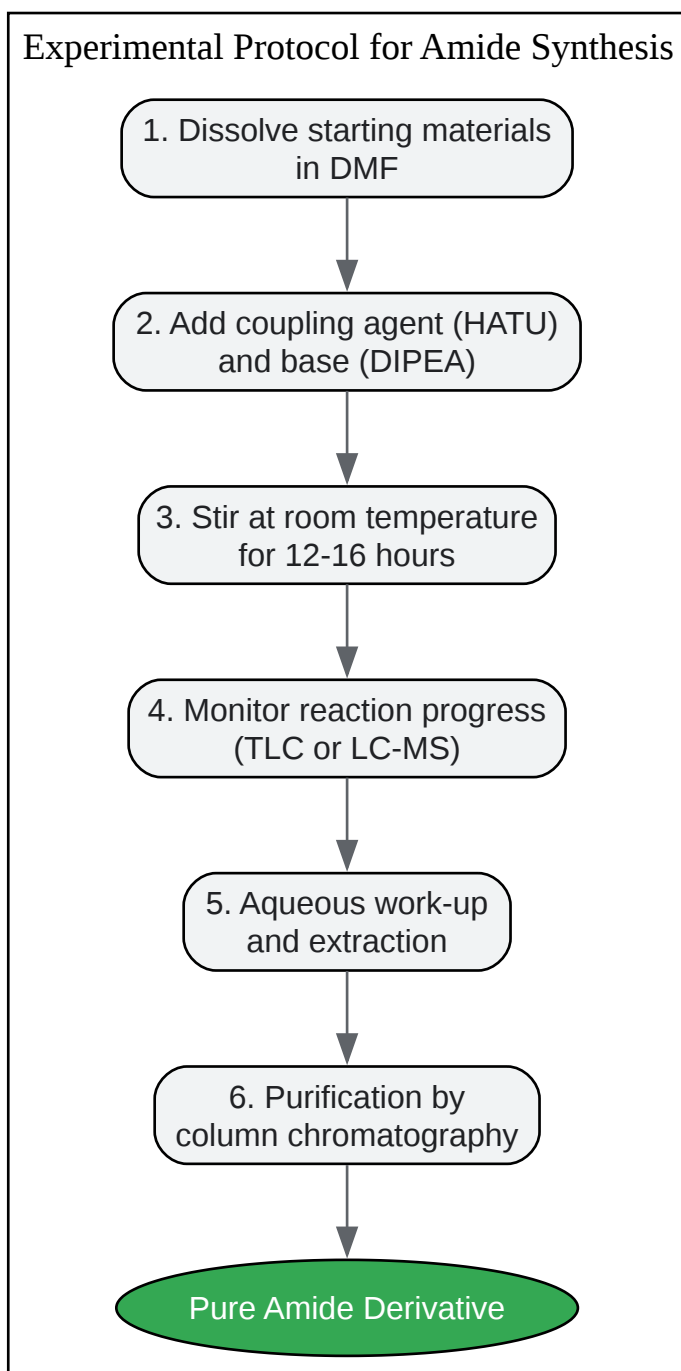 Experimental Protocol for Amide Synthesis
1. Dissolve starting materials
in DMF
2. Add coupling agent (HATU)
and base (DIPEA)
3. Stir at room temperature
for 12-16 hours
4. Monitor reaction progress
(TLC or LC-MS)
5. Aqueous work-up
and extraction
6. Purification by
column chromatography
Pure Amide Derivative